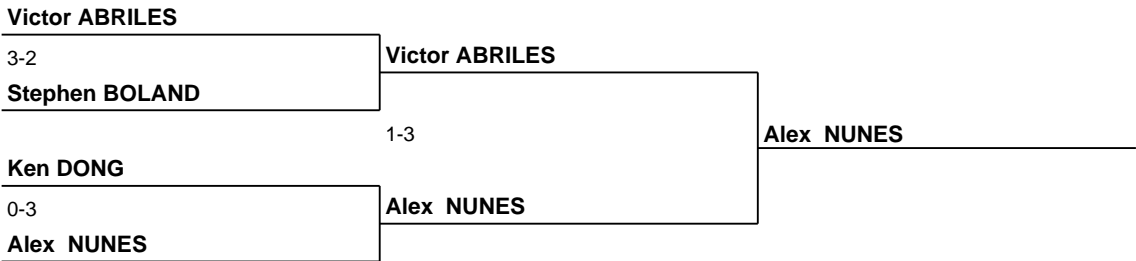 Victor ABRILES
3-2
Victor ABRILES
Stephen BOLAND
1-3
Alex NUNES
Ken DONG
0-3
Alex NUNES
Alex NUNES